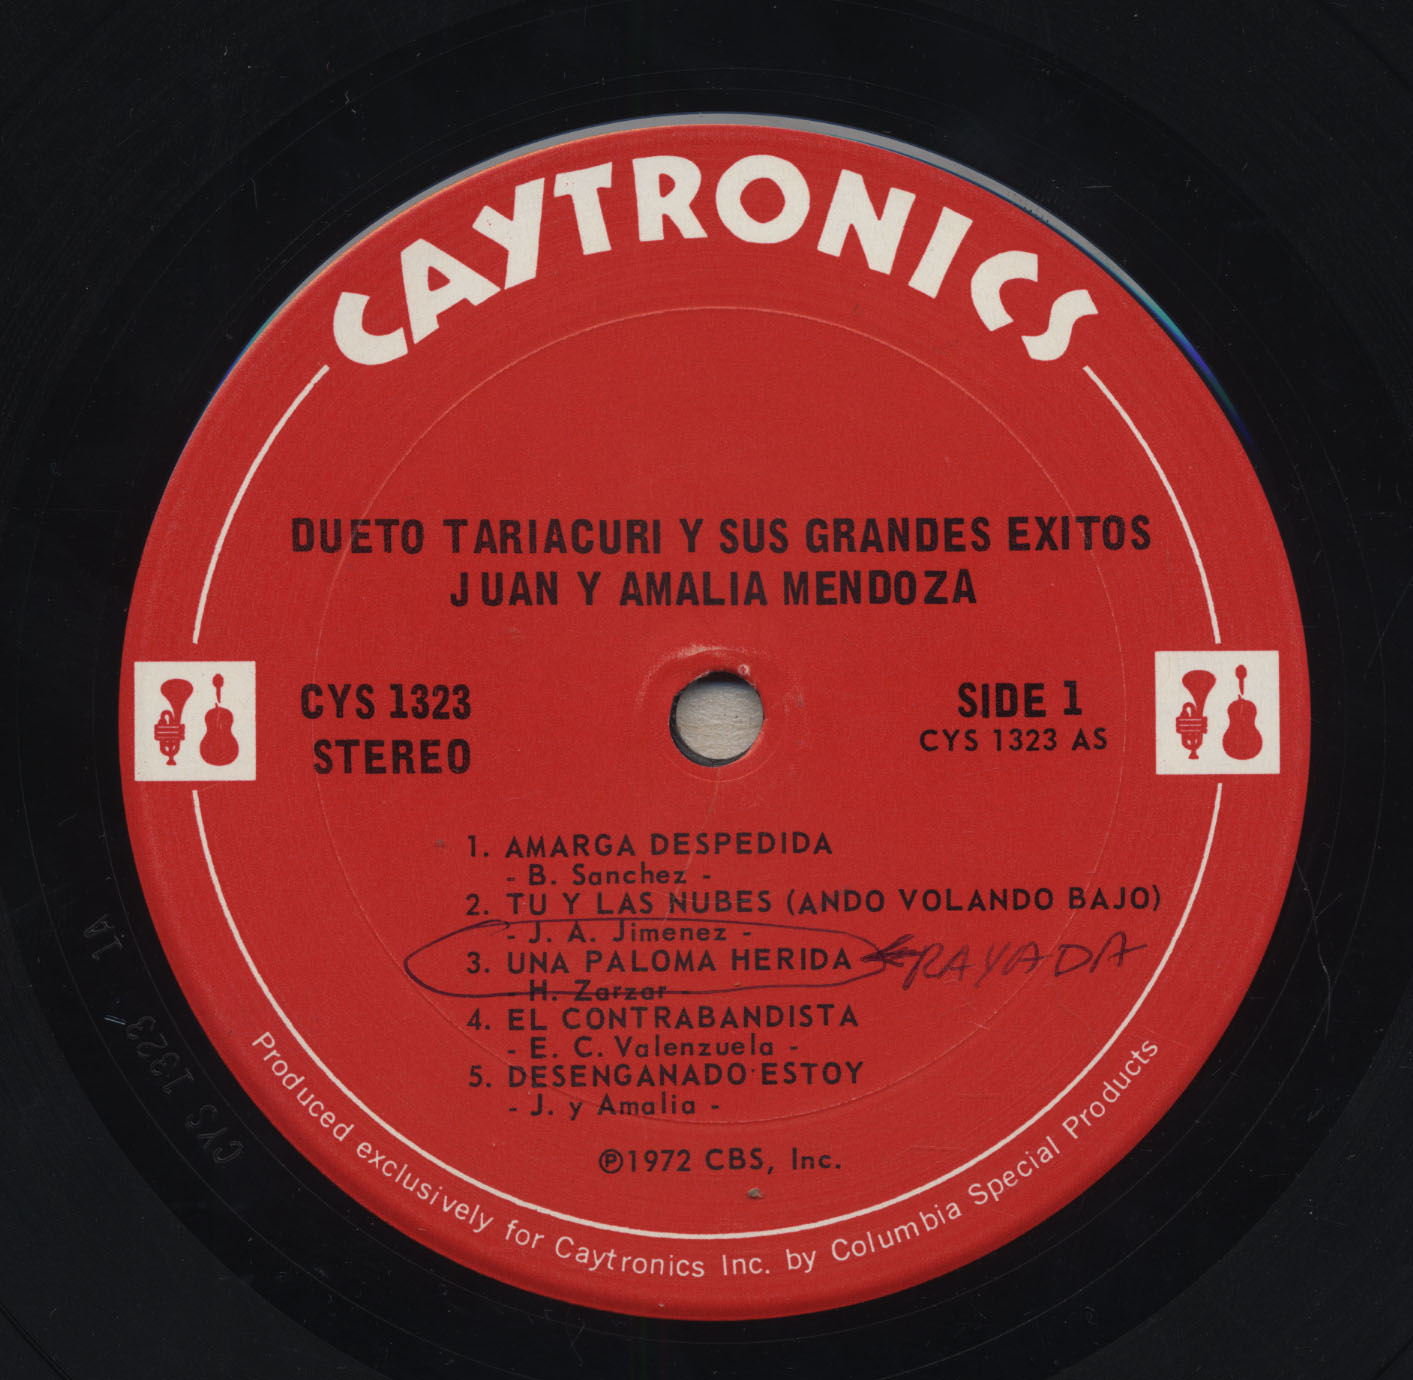 CAYTRONICS
DUETO TARIACURI Y SUS GRANDES EXITOS
JUAN Y AMALIA MENDOZA
CYS 1323
STEREO
SIDE 1
CYS 1323 AS
1. AMARGA DESPEDIDA
- B. Sanchez -
2. TU Y LAS NUBES (ANDO VOLANDO BAJO)
- J. A. Jimenez -
3. UNA PALOMA HERIDA RAYADA
- H. Zarzar -
4. EL CONTRABANDISTA
- E. C. Valenzuela -
5. DESENGANADO ESTOY
- J. y Amalia -
℗1972 CBS, Inc.
Produced exclusively for Caytronics Inc. by Columbia Special Products
CYS 1323 1A